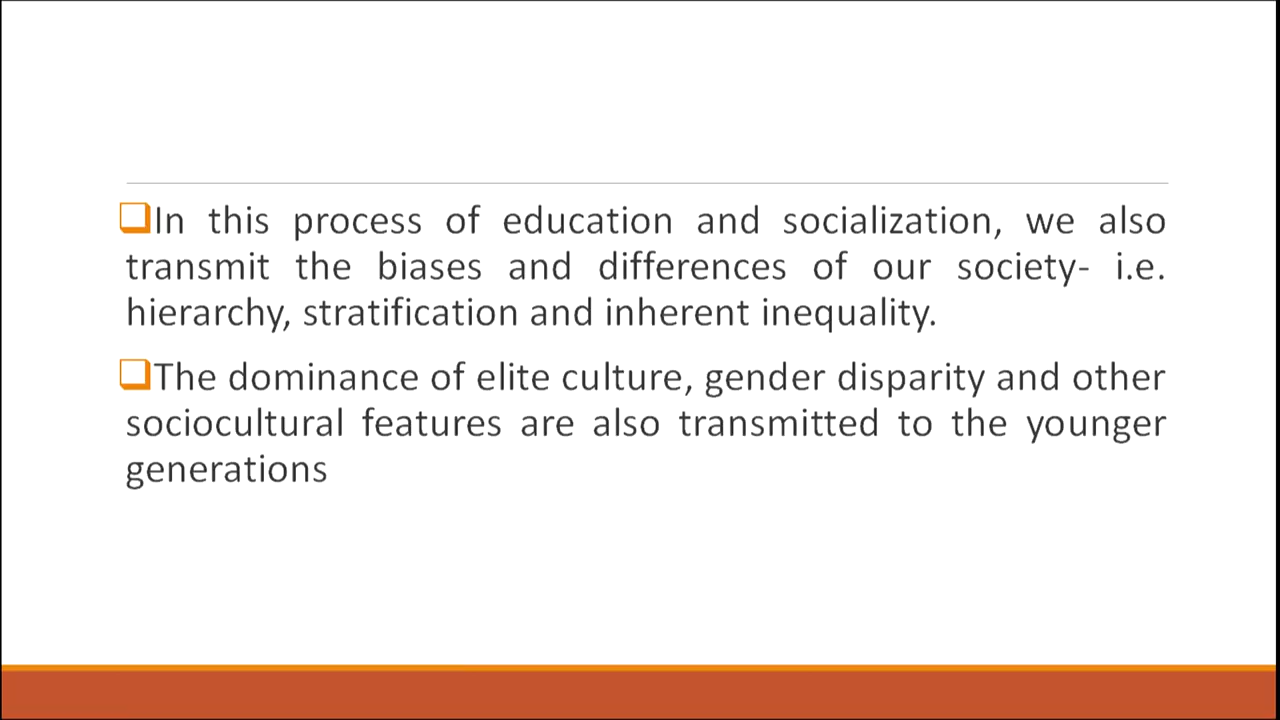 In this process of education and socialization, we also
transmit the biases and differences of our society- i.e.
hierarchy, stratification and inherent inequality.
The dominance of elite culture, gender disparity and other
sociocultural features are also transmitted to the younger
generations